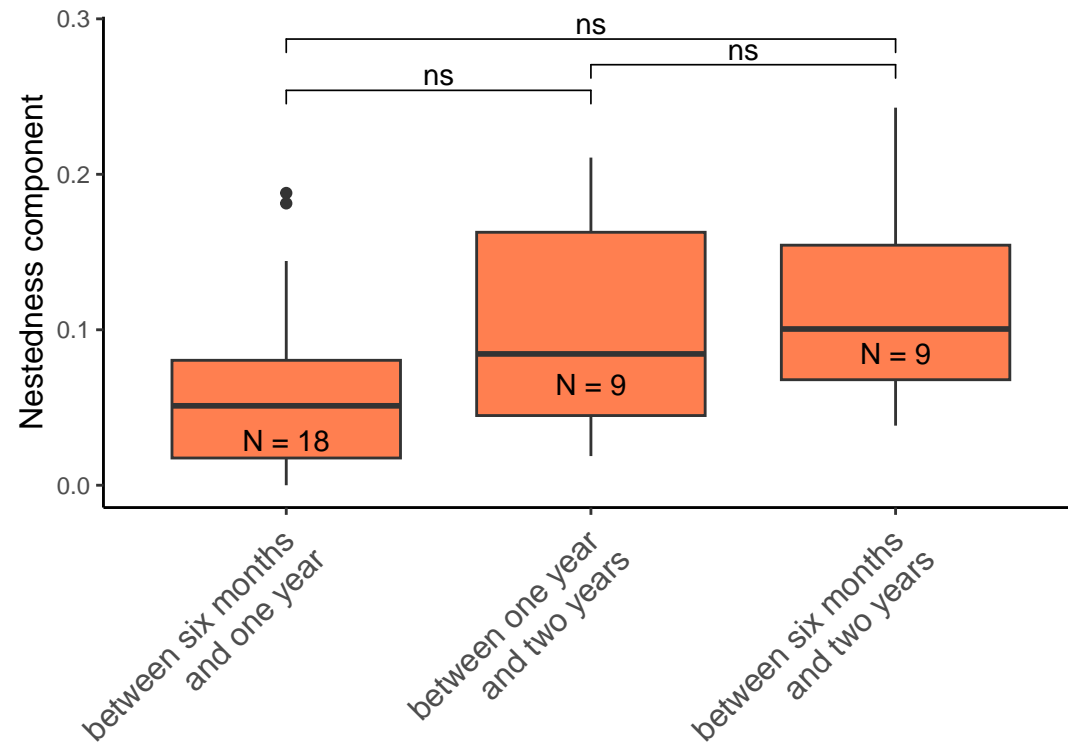 0.3
0.2
0.1
0.0
Nestedness component
ns
ns
ns
N = 18
N = 9
N = 9
between six months
and one year
between one year
and two years
between six months
and two years